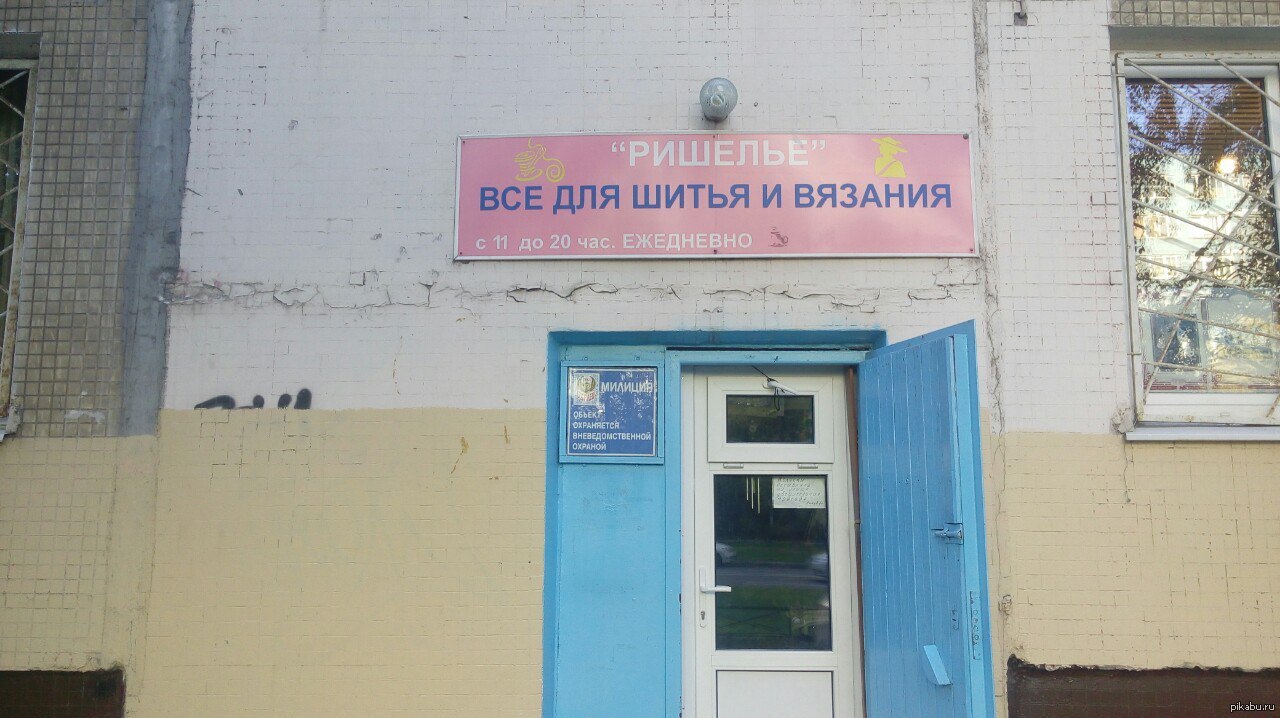 “РИШЕЛЬЕ”
ВСЕ ДЛЯ ШИТЬЯ И ВЯЗАНИЯ
с 11 до 20 час. ЕЖЕДНЕВНО
МИЛИЦИЯ
ОБЪЕКТ
ОХРАНЯЕТСЯ
ВНЕВЕДОМСТВЕННОЙ
ОХРАНОЙ
pikabu.ru